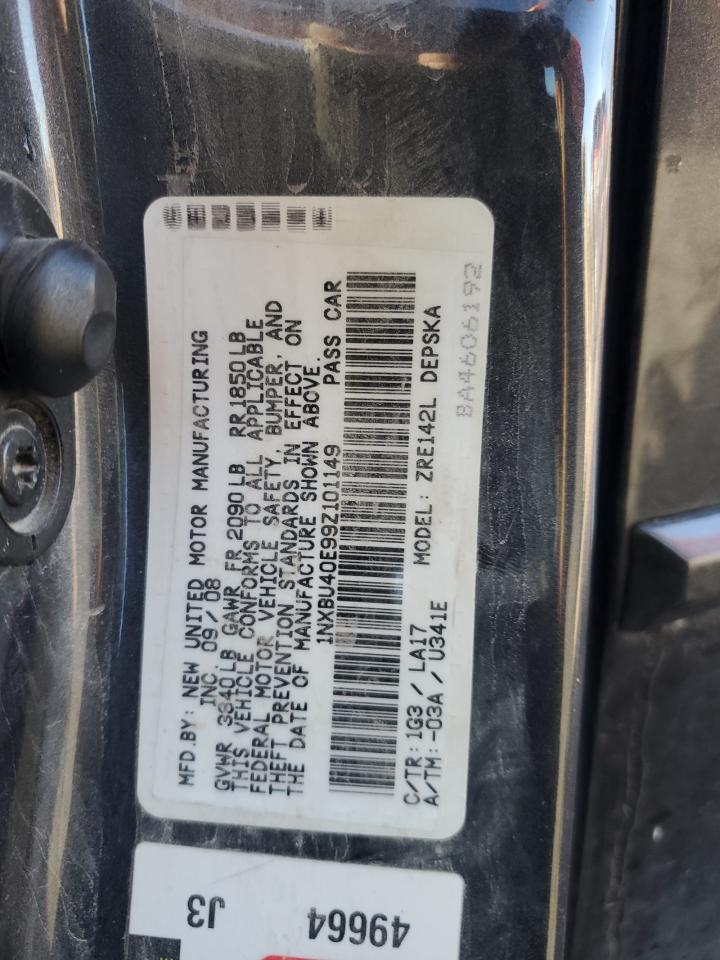 MFD.BY: NEW UNITED MOTOR MANUFACTURING
INC. 09/08
GVWR 3840LB GAWR FR 2090LB RR 1850LB
THIS VEHICLE CONFORMS TO ALL APPLICABLE
FEDERAL MOTOR VEHICLE SAFETY, BUMPER, AND
THEFT PREVENTION STANDARDS IN EFFECT ON
THE DATE OF MANUFACTURE SHOWN ABOVE.
1NXBU40E99Z101149 PASS CAR
C/TR: 1G3 / LA17 MODEL: ZRE142L DEPSKA
A/TM: -03A / U341E
BA4606192
J3
49664